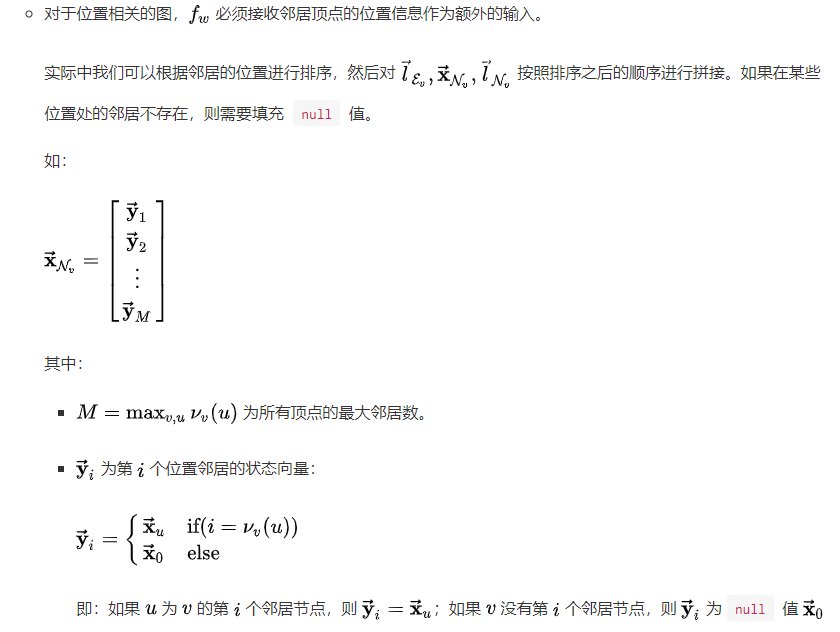 对于位置相关的图，f_w 必须接收邻居顶点的位置信息作为额外的输入。
实际中我们可以根据邻居的位置进行排序，然后对 \vec{l}_{\mathcal{E}_v}, \vec{\mathbf{x}}_{\mathcal{N}_v}, \vec{l}_{\mathcal{N}_v} 按照排序之后的顺序进行拼接。如果在某些
位置处的邻居不存在，则需要填充 null 值。
如：
\vec{\mathbf{x}}_{\mathcal{N}_v} = \begin{bmatrix} \vec{\mathbf{y}}_1 \\ \vec{\mathbf{y}}_2 \\ \vdots \\ \vec{\mathbf{y}}_M \end{bmatrix}
其中：
M = \max_{v,u} \nu_v(u) 为所有顶点的最大邻居数。
\vec{\mathbf{y}}_i 为第 i 个位置邻居的状态向量：
\vec{\mathbf{y}}_i = \begin{cases} \vec{\mathbf{x}}_u & \text{if}(i = \nu_v(u)) \\ \vec{\mathbf{x}}_0 & \text{else} \end{cases}
即：如果 u 为 v 的第 i 个邻居节点，则 \vec{\mathbf{y}}_i = \vec{\mathbf{x}}_u；如果 v 没有第 i 个邻居节点，则 \vec{\mathbf{y}}_i 为 null 值 \vec{\mathbf{x}}_0